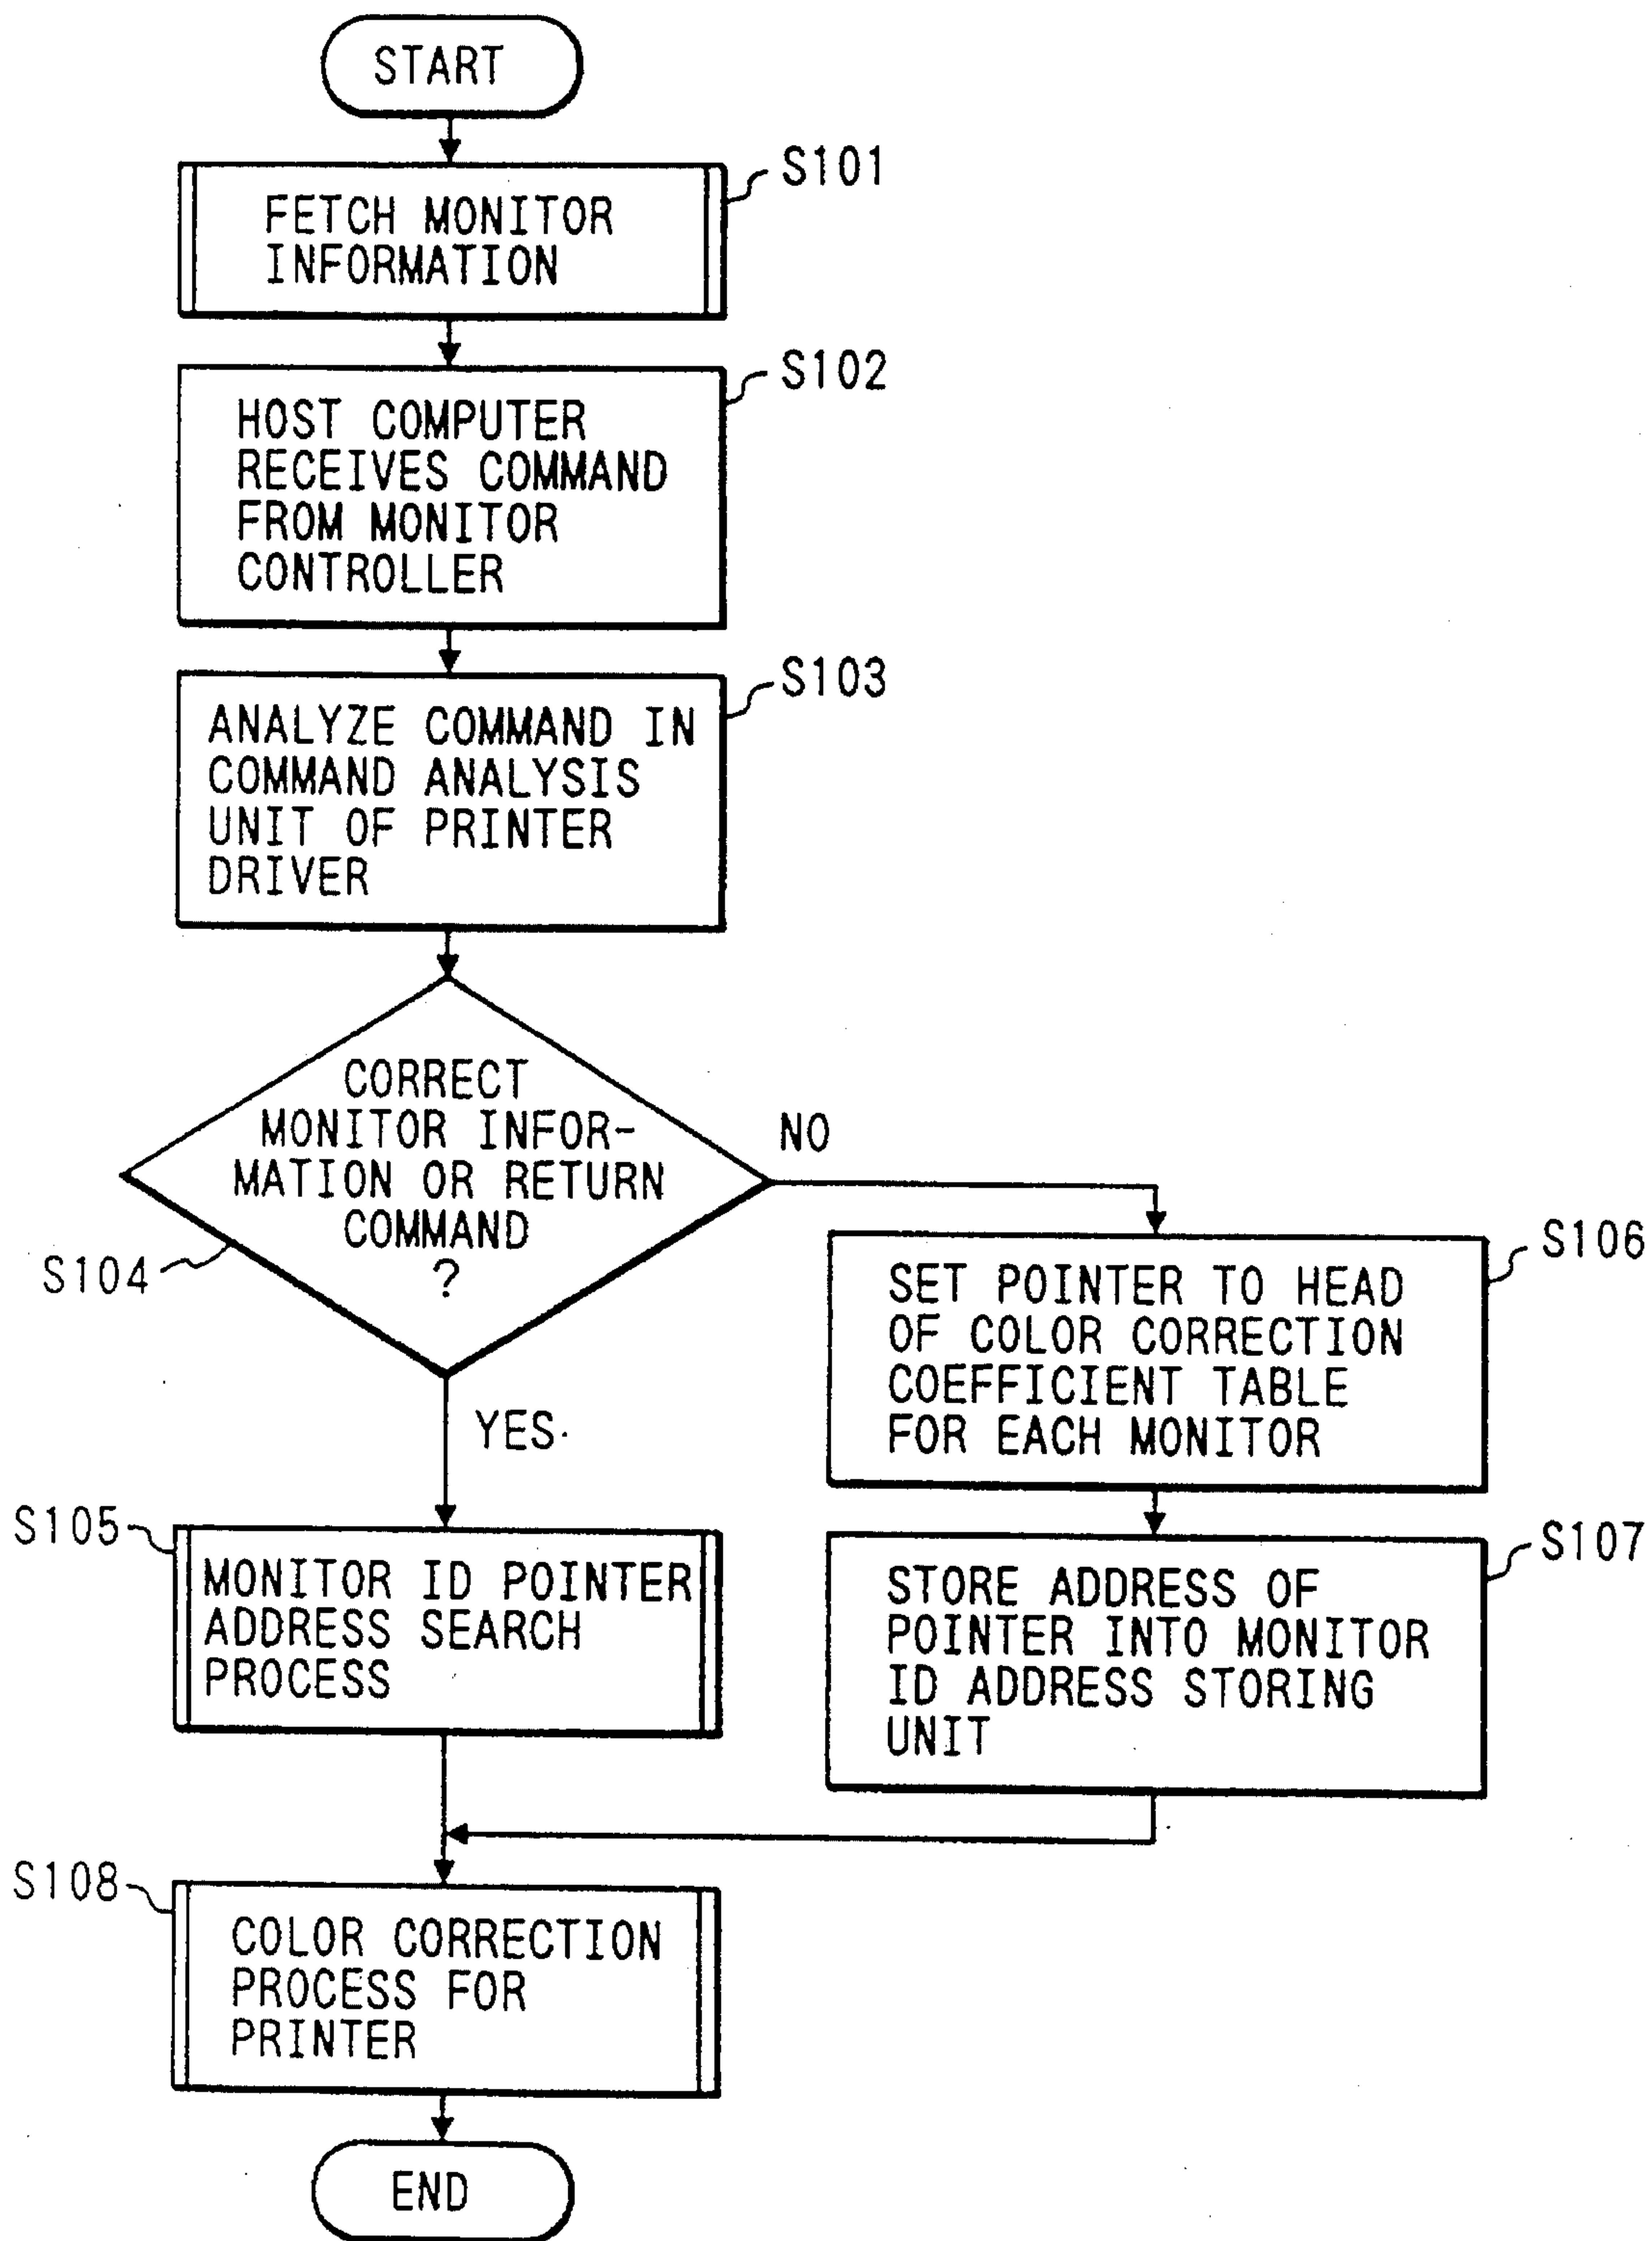 START
S101
FETCH MONITOR
INFORMATION
S102
HOST COMPUTER
RECEIVES COMMAND
FROM MONITOR
CONTROLLER
S103
ANALYZE COMMAND IN
COMMAND ANALYSIS
UNIT OF PRINTER
DRIVER
S104
CORRECT
MONITOR INFOR-
MATION OR RETURN
COMMAND
?
NO
YES
S106
SET POINTER TO HEAD
OF COLOR CORRECTION
COEFFICIENT TABLE
FOR EACH MONITOR
S105
MONITOR ID POINTER
ADDRESS SEARCH
PROCESS
S107
STORE ADDRESS OF
POINTER INTO MONITOR
ID ADDRESS STORING
UNIT
S108
COLOR CORRECTION
PROCESS FOR
PRINTER
END